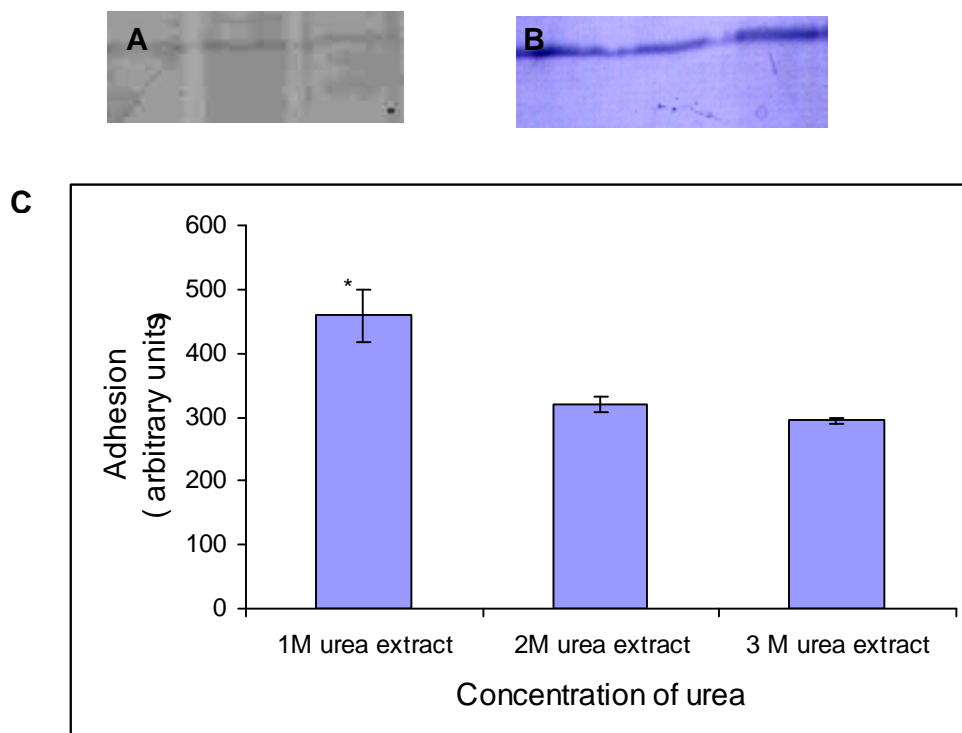 A
B
C
600
500
400
300
200
100
0
*
Adhesion
( arbitrary units)
1M urea extract
2M urea extract
3 M urea extract
Concentration of urea